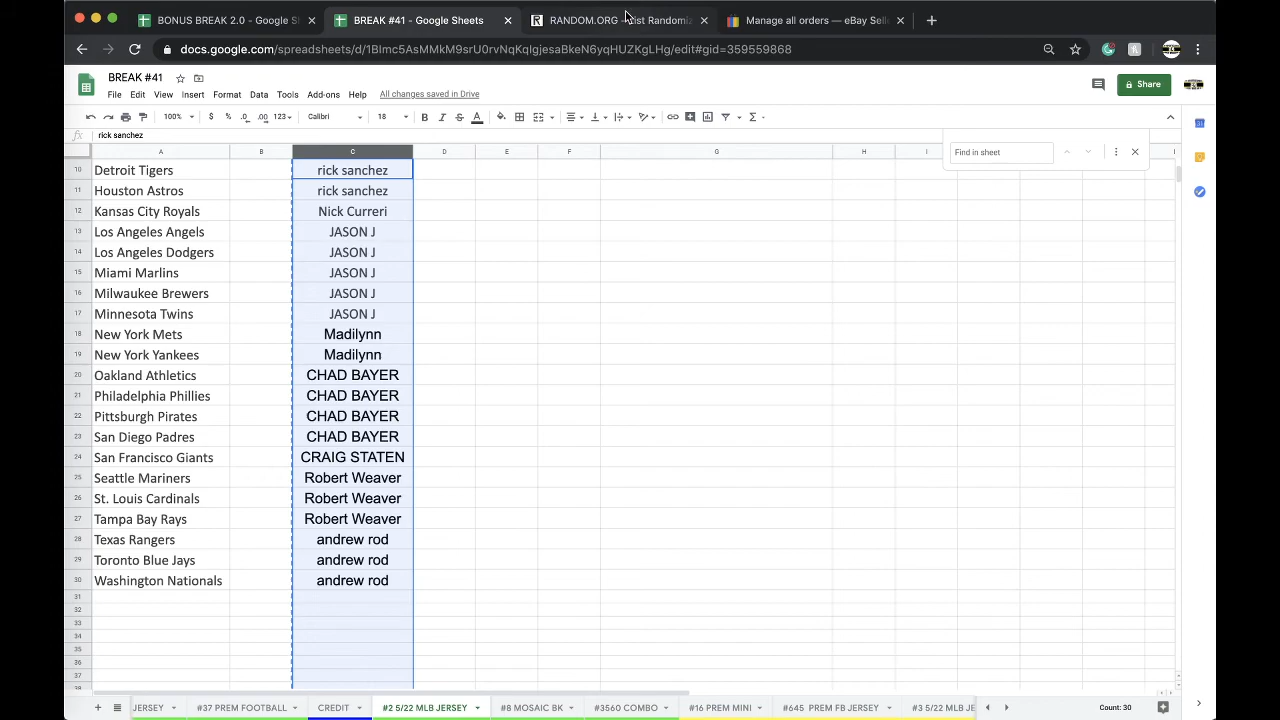 BONUS BREAK 2.0 - Google Sh
BREAK #41 - Google Sheets
RANDOM.ORG - List Randomiz
Manage all orders — eBay Selle
docs.google.com/spreadsheets/d/1BImc5AsMMkM9srU0rvNqKqIgjesaBkeN6yqHUZKgLHg/edit#gid=359559868
BREAK #41
File Edit View Insert Format Data Tools Add-ons Help All changes saved in Drive
Share
100% $ % .0 .00 123 Calibri 18 B I S A
fx rick sanchez
Find in sheet
A B C D E F G H I
10 Detroit Tigers rick sanchez
11 Houston Astros rick sanchez
12 Kansas City Royals Nick Curreri
13 Los Angeles Angels JASON J
14 Los Angeles Dodgers JASON J
15 Miami Marlins JASON J
16 Milwaukee Brewers JASON J
17 Minnesota Twins JASON J
18 New York Mets Madilynn
19 New York Yankees Madilynn
20 Oakland Athletics CHAD BAYER
21 Philadelphia Phillies CHAD BAYER
22 Pittsburgh Pirates CHAD BAYER
23 San Diego Padres CHAD BAYER
24 San Francisco Giants CRAIG STATEN
25 Seattle Mariners Robert Weaver
26 St. Louis Cardinals Robert Weaver
27 Tampa Bay Rays Robert Weaver
28 Texas Rangers andrew rod
29 Toronto Blue Jays andrew rod
30 Washington Nationals andrew rod
31
32
33
34
35
36
37
38
JERSEY #37 PREM FOOTBALL CREDIT #2 5/22 MLB JERSEY #8 MOSAIC BK #3560 COMBO #16 PREM MINI #645 PREM FB JERSEY #3 5/22 MLB JE Count: 30